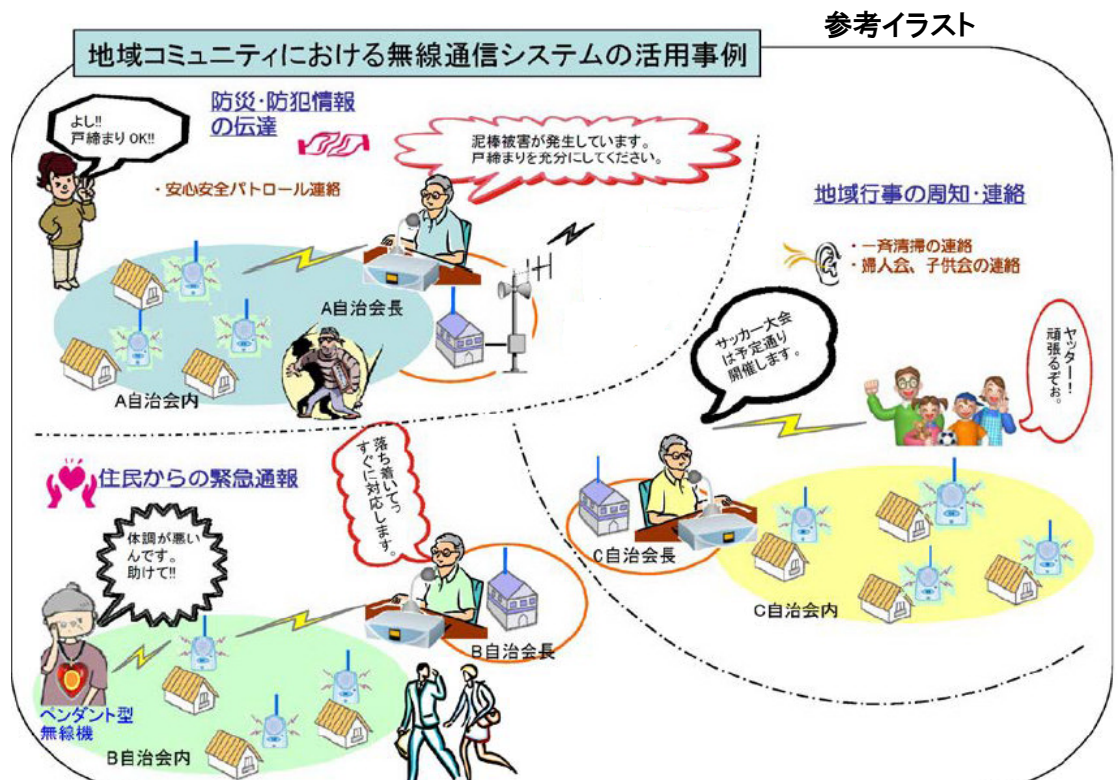 参考イラスト
地域コミュニティにおける無線通信システムの活用事例
防災・防犯情報
の伝達
よし!!
戸締まりOK!!
泥棒被害が発生しています。
戸締まりを充分にしてください。
・安心安全パトロール連絡
A自治会長
A自治会内
地域行事の周知・連絡
・一斉清掃の連絡
・婦人会、子供会の連絡
サッカー大会
は予定通り
開催します。
ヤッター!
頑張るぞぉ。
C自治会長
C自治会内
住民からの緊急通報
落ち着いてっ
すぐに対応します。
体調が悪い
んです。
助けて!!
B自治会長
ペンダント型
無線機
B自治会内